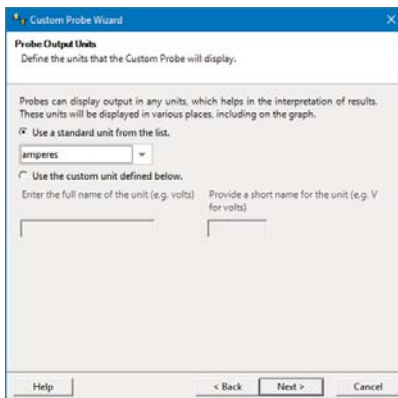 Custom Probe Wizard
Probe Output Units
Define the units that the Custom Probe will display.
Probes can display output in any units, which helps in the interpretation of results.
These units will be displayed in various places, including on the graph.
Use a standard unit from the list.
amperes
Use the custom unit defined below.
Enter the full name of the unit (e.g. volts)
Provide a short name for the unit (e.g. V
for volts)
Help
< Back
Next >
Cancel